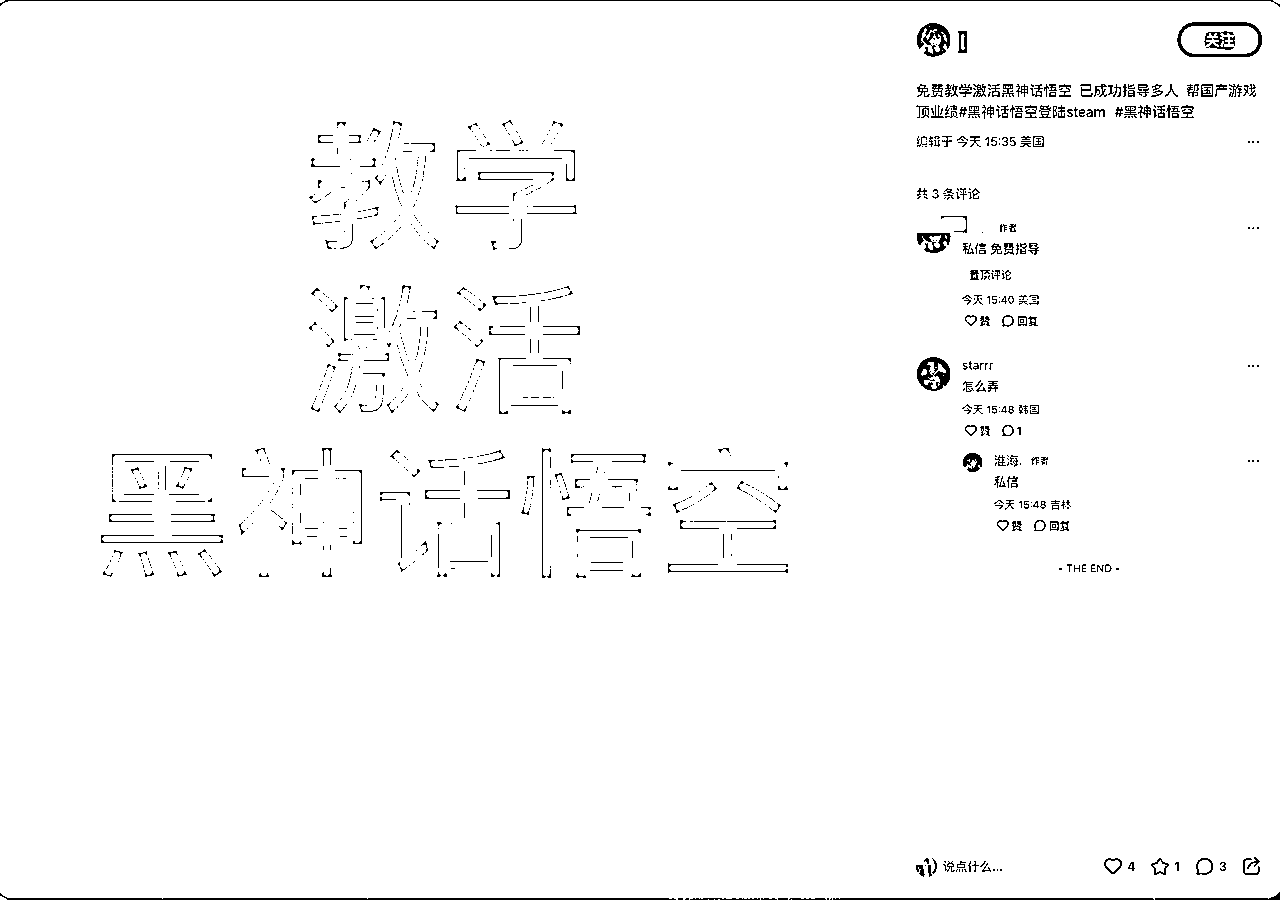 教学
激活
黑神话悟空
关注
免费教学激活黑神话悟空 已成功指导多人 帮国产游戏
顶业绩#黑神话悟空登陆steam #黑神话悟空
编辑于 今天 15:35 美国
共 3 条评论
作者
私信 免费指导
置顶评论
今天 15:40 美国
赞 回复
starrr
怎么弄
今天 15:48 韩国
赞 1
淮海. 作者
私信
今天 15:48 吉林
赞 回复
- THE END -
说点什么... 4 1 3